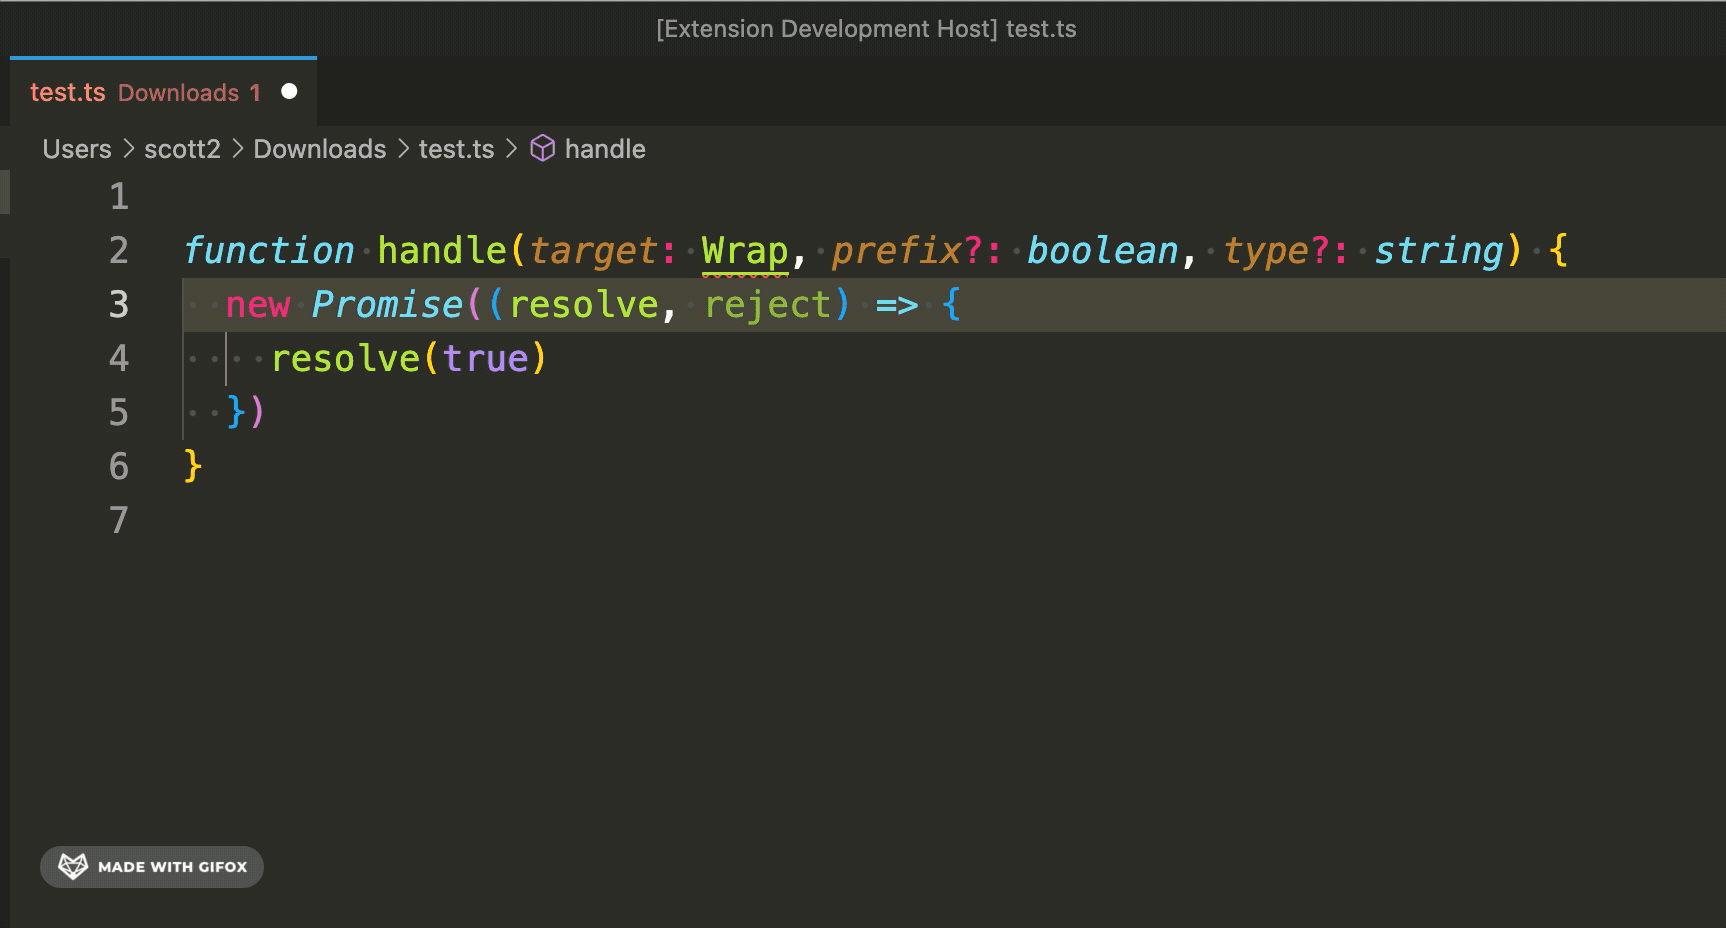 [Extension Development Host] test.ts
test.ts Downloads 1
Users > scott2 > Downloads > test.ts > handle
1
2 function handle(target: Wrap, prefix?: boolean, type?: string) {
3   new Promise((resolve, reject) => {
4     resolve(true)
5   })
6 }
7
MADE WITH GIFOX